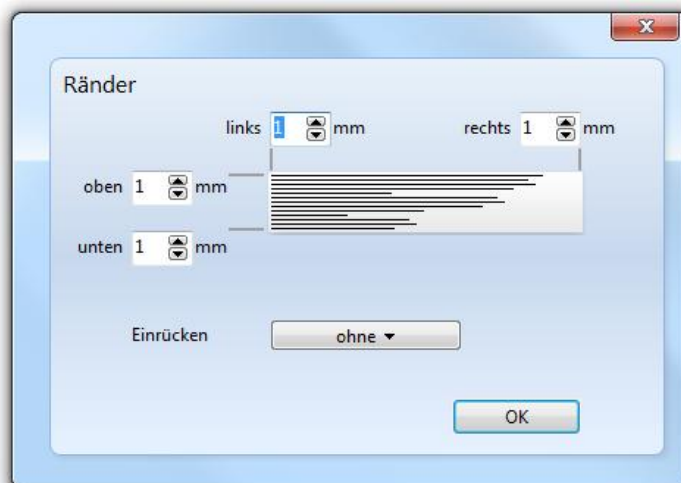 Ränder
links 1 mm rechts 1 mm
oben 1 mm
unten 1 mm
Einrücken ohne
OK